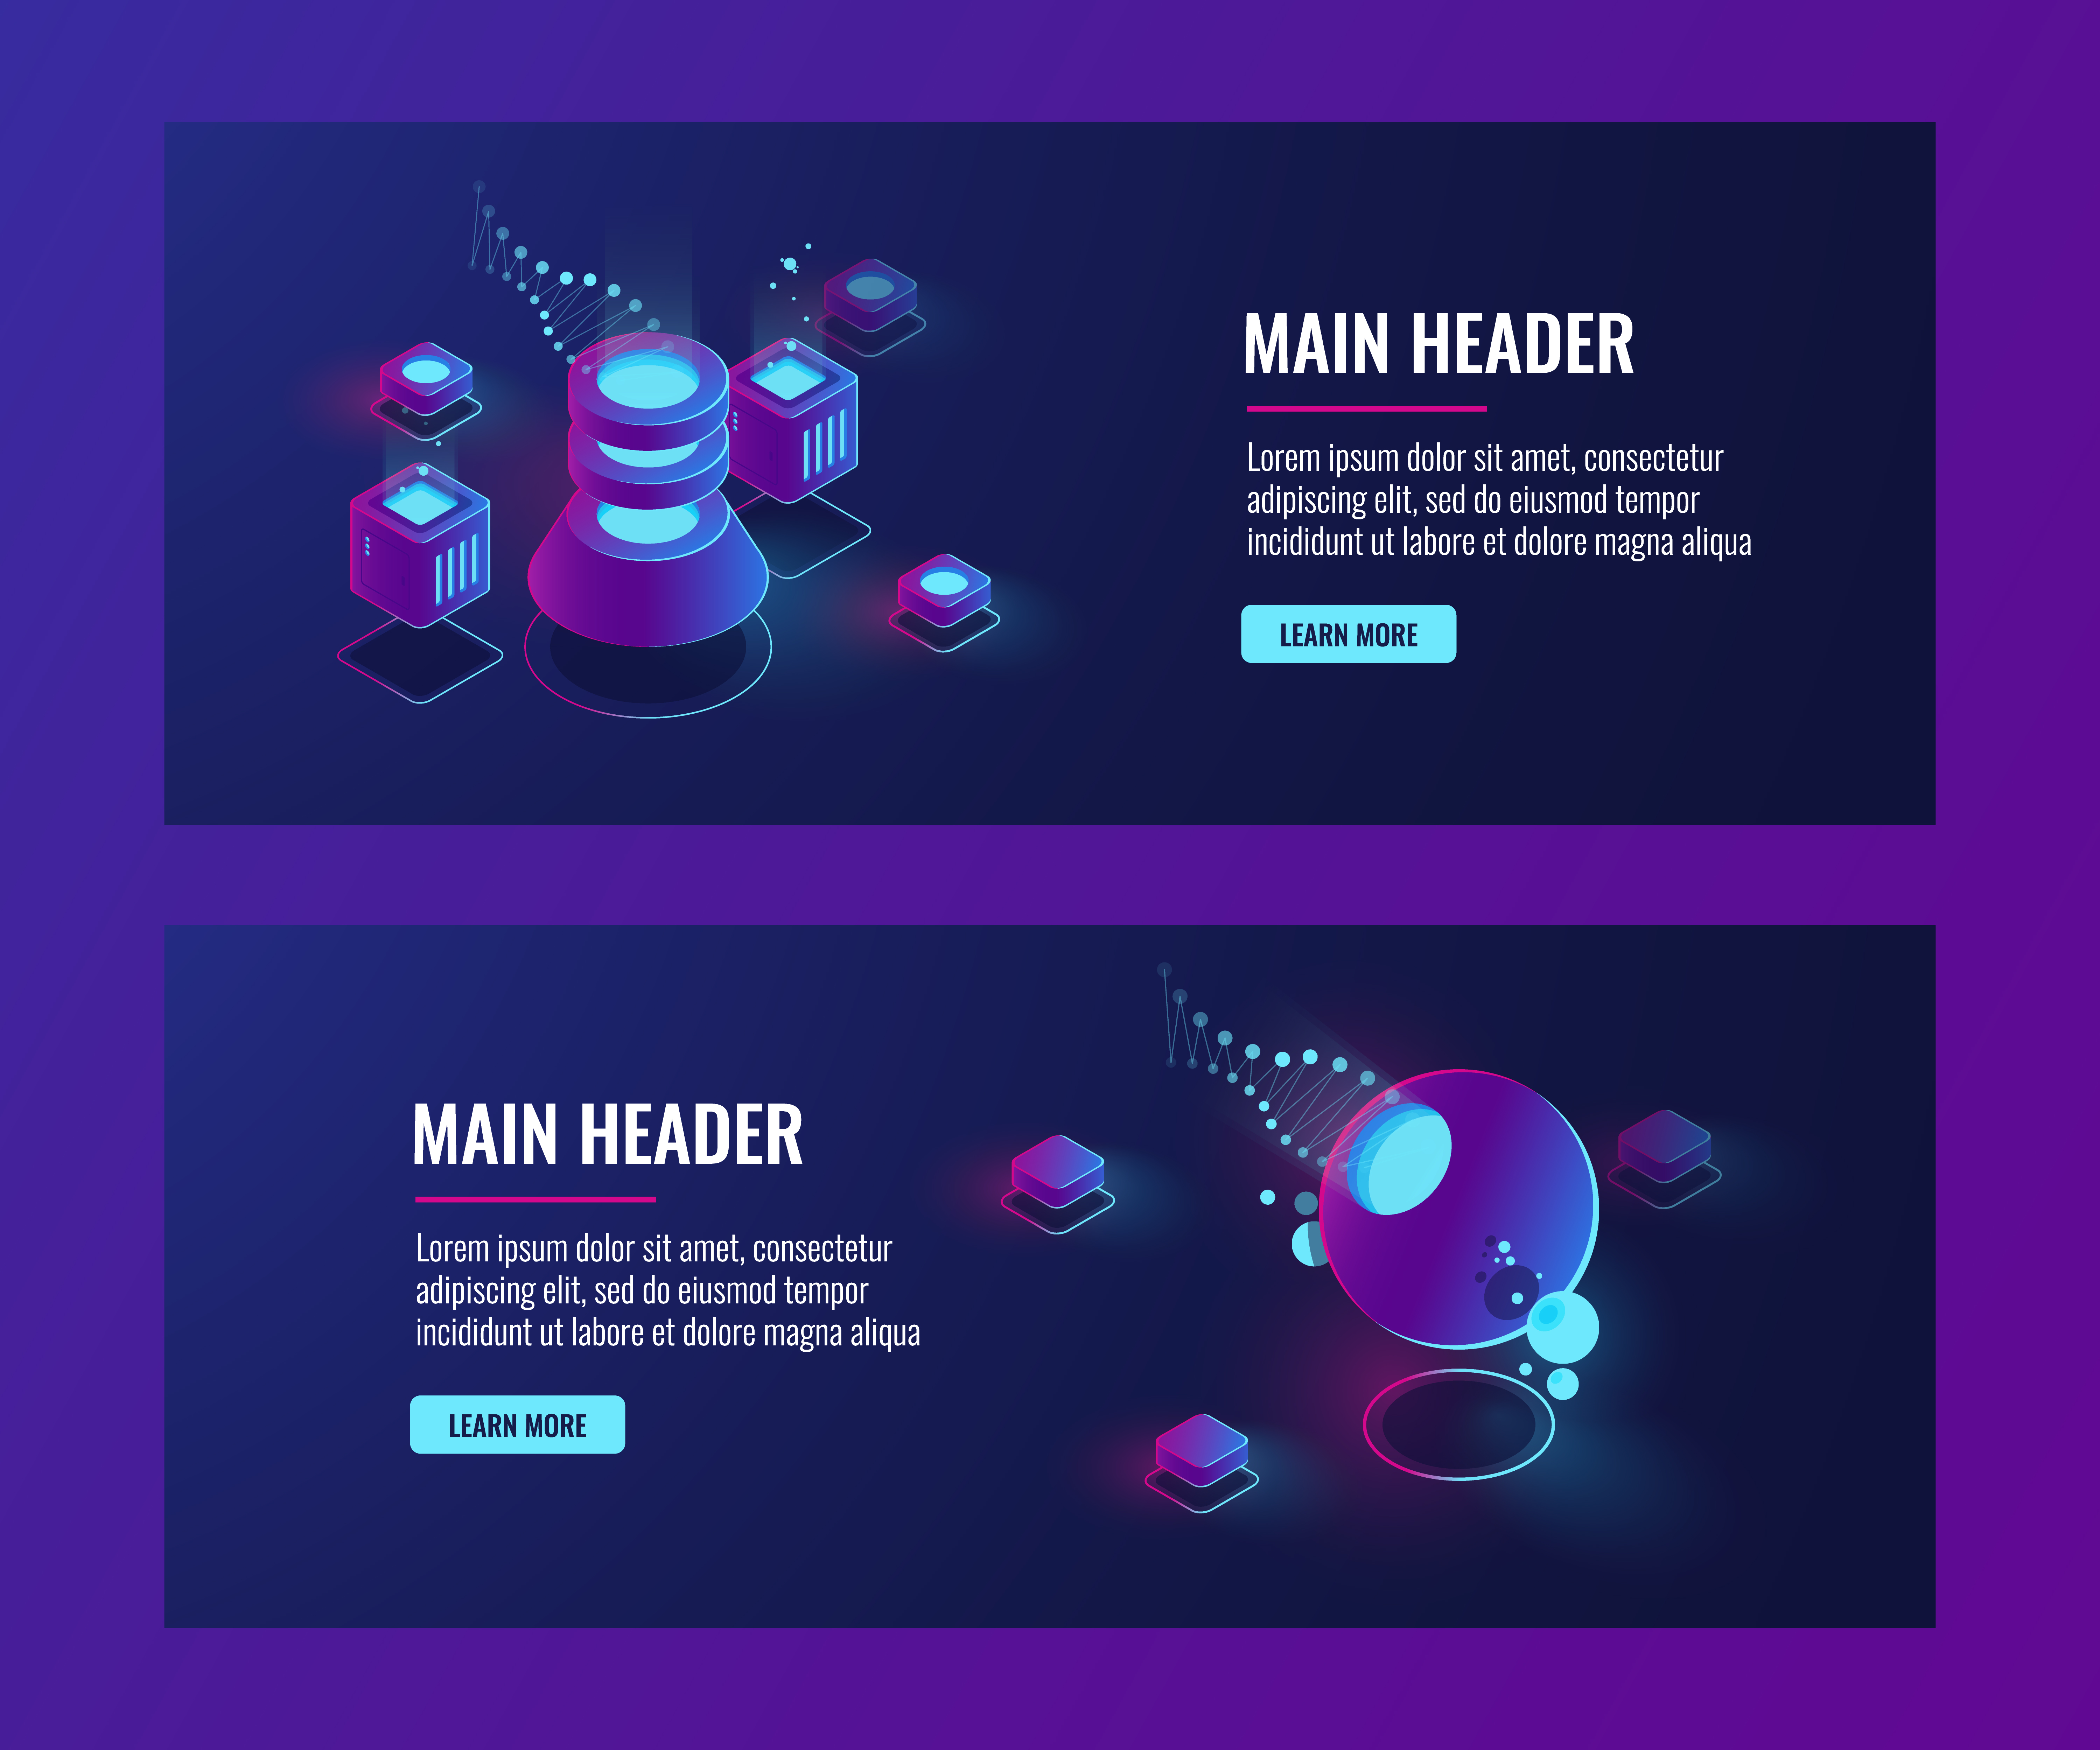 MAIN HEADER
Lorem ipsum dolor sit amet, consectetur
adipiscing elit, sed do eiusmod tempor
incididunt ut labore et dolore magna aliqua
LEARN MORE
MAIN HEADER
Lorem ipsum dolor sit amet, consectetur
adipiscing elit, sed do eiusmod tempor
incididunt ut labore et dolore magna aliqua
LEARN MORE